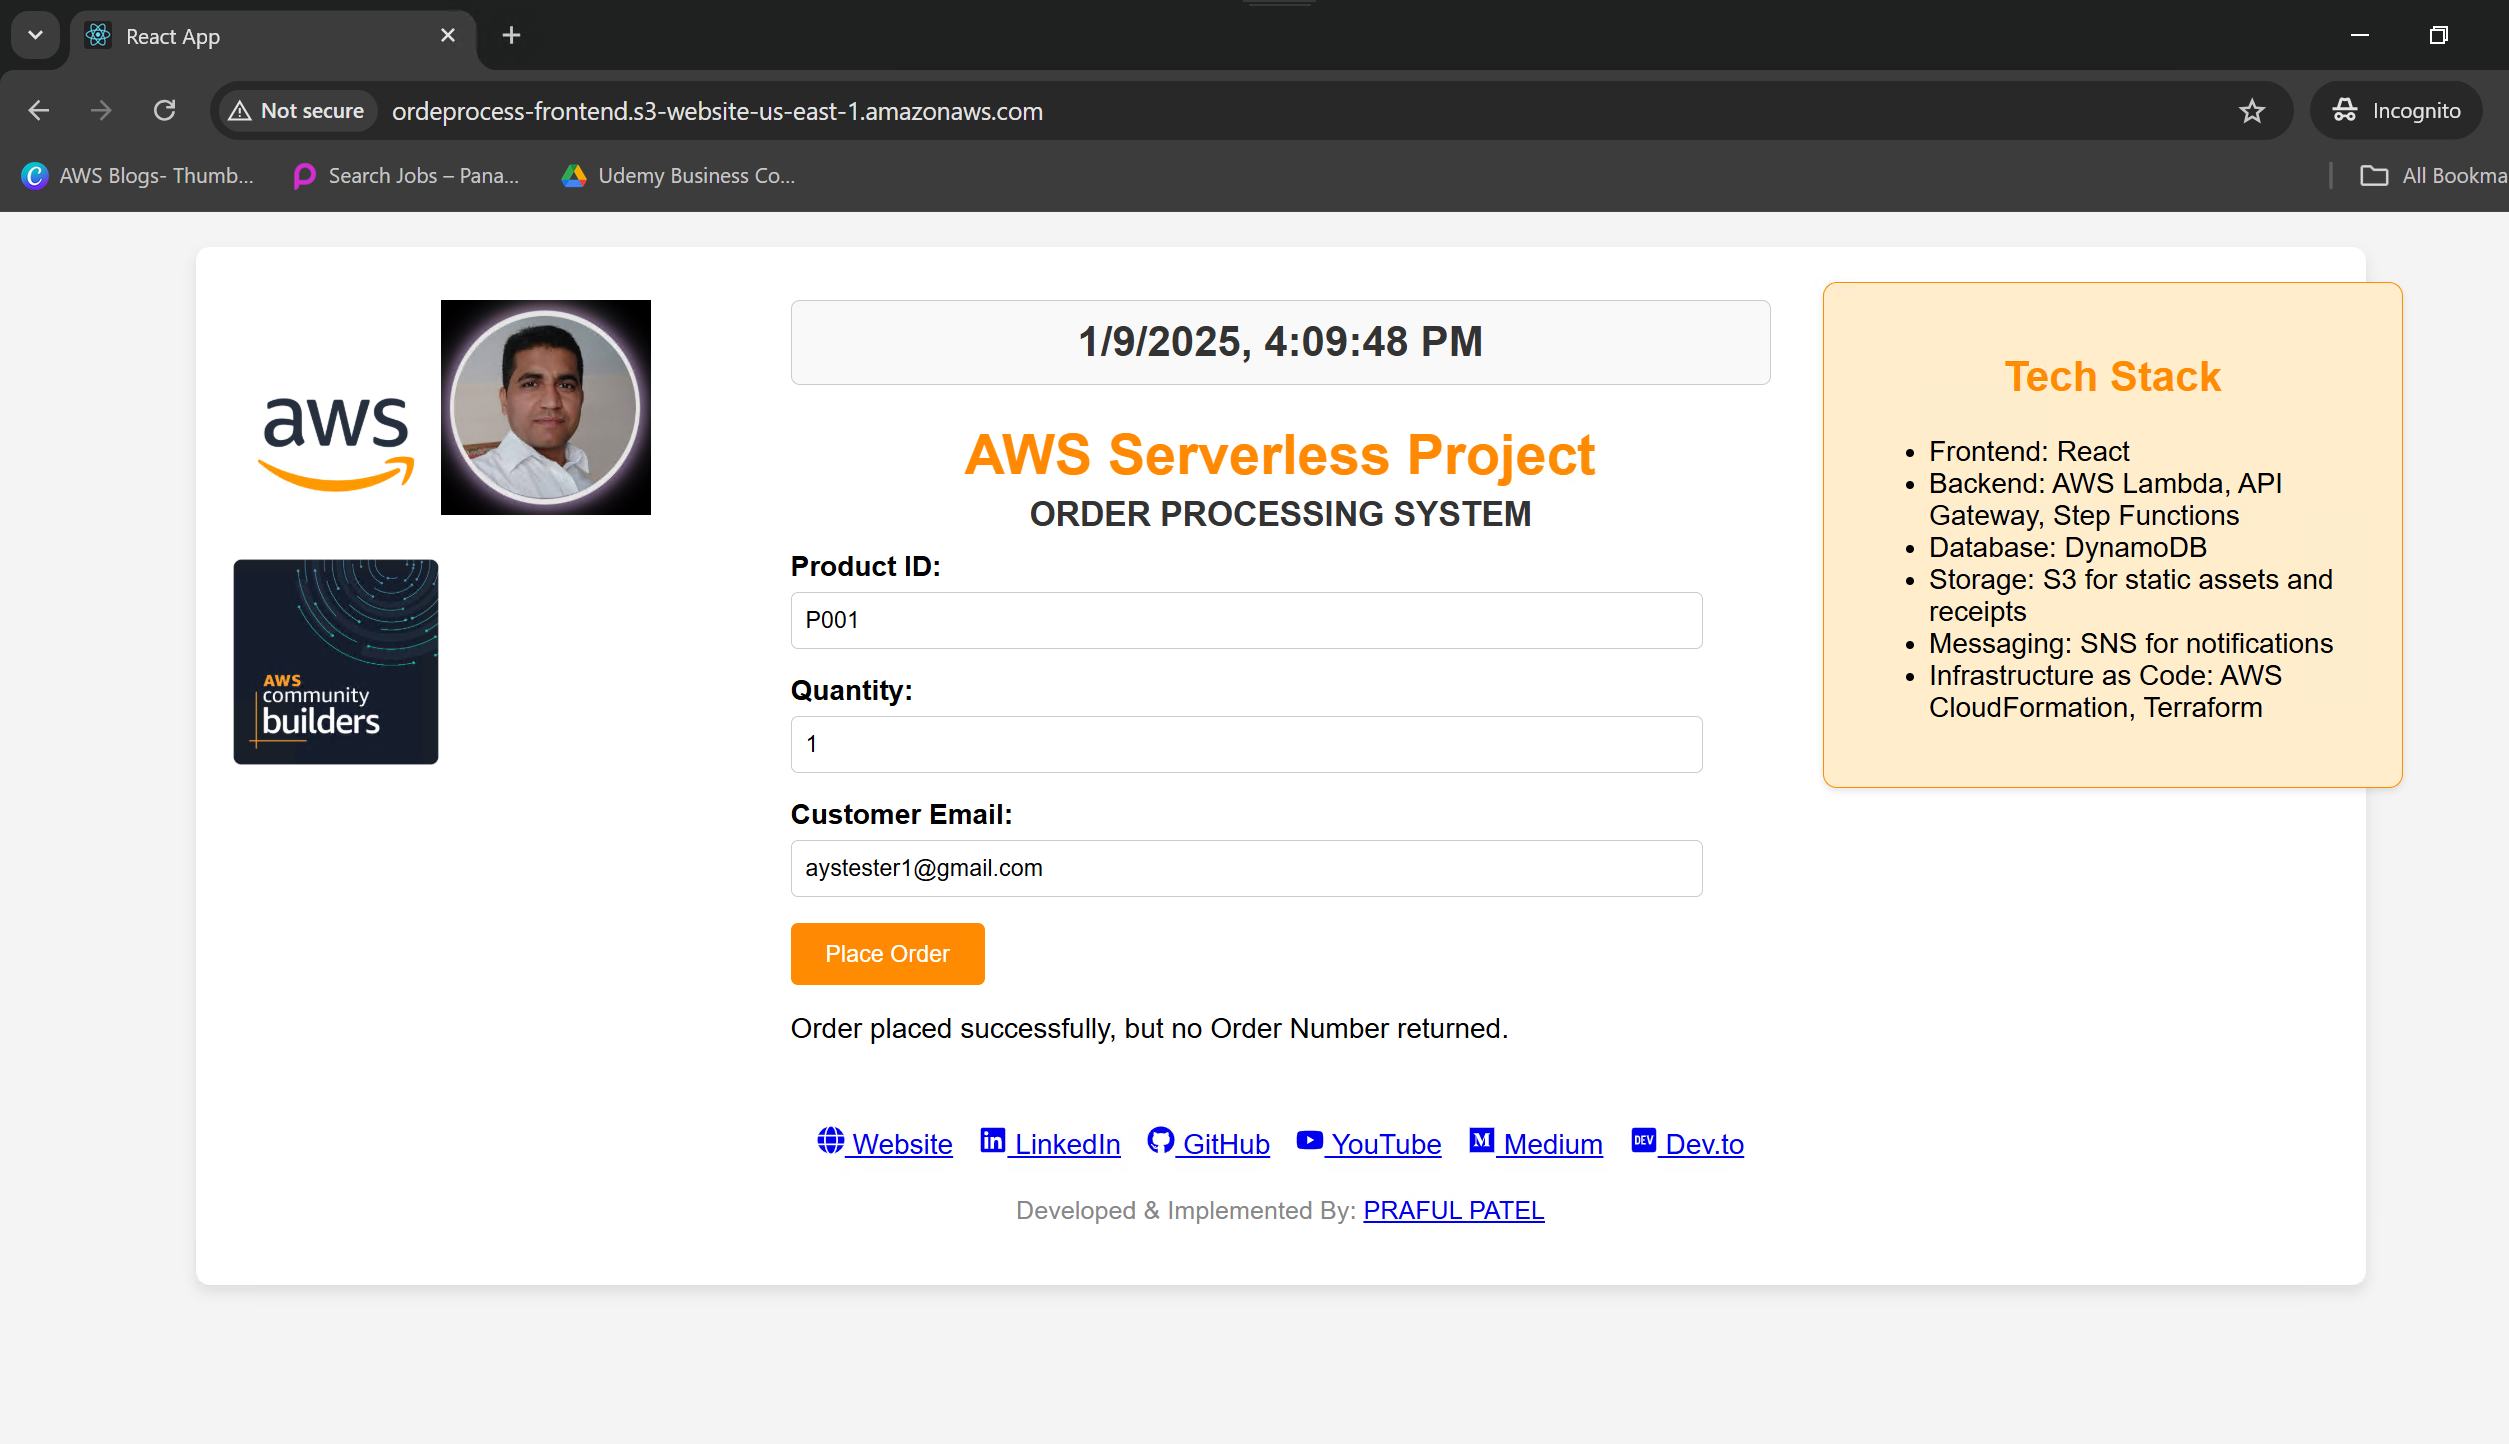 React App
Not secure
ordeprocess-frontend.s3-website-us-east-1.amazonaws.com
Incognito
AWS Blogs- Thumb...
Search Jobs – Pana...
Udemy Business Co...
All Bookma
aws
AWS
community
builders
1/9/2025, 4:09:48 PM
AWS Serverless Project
ORDER PROCESSING SYSTEM
Product ID:
P001
Quantity:
1
Customer Email:
aystester1@gmail.com
Place Order
Order placed successfully, but no Order Number returned.
Website
LinkedIn
GitHub
YouTube
Medium
DEV Dev.to
Developed & Implemented By: PRAFUL PATEL
Tech Stack
• Frontend: React
• Backend: AWS Lambda, API
Gateway, Step Functions
• Database: DynamoDB
• Storage: S3 for static assets and
receipts
• Messaging: SNS for notifications
• Infrastructure as Code: AWS
CloudFormation, Terraform